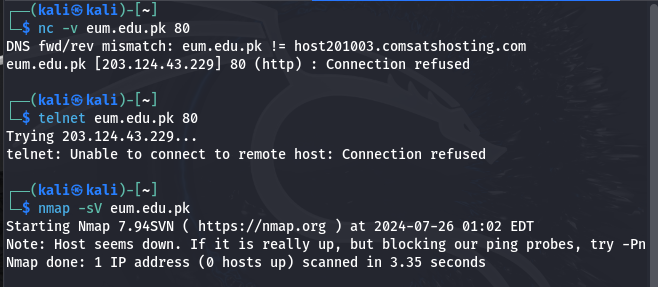 ┌──(kali㉿kali)-[~]
└─$ nc -v eum.edu.pk 80
DNS fwd/rev mismatch: eum.edu.pk != host201003.comsatshosting.com
eum.edu.pk [203.124.43.229] 80 (http) : Connection refused
┌──(kali㉿kali)-[~]
└─$ telnet eum.edu.pk 80
Trying 203.124.43.229...
telnet: Unable to connect to remote host: Connection refused
┌──(kali㉿kali)-[~]
└─$ nmap -sV eum.edu.pk
Starting Nmap 7.94SVN ( https://nmap.org ) at 2024-07-26 01:02 EDT
Note: Host seems down. If it is really up, but blocking our ping probes, try -Pn
Nmap done: 1 IP address (0 hosts up) scanned in 3.35 seconds